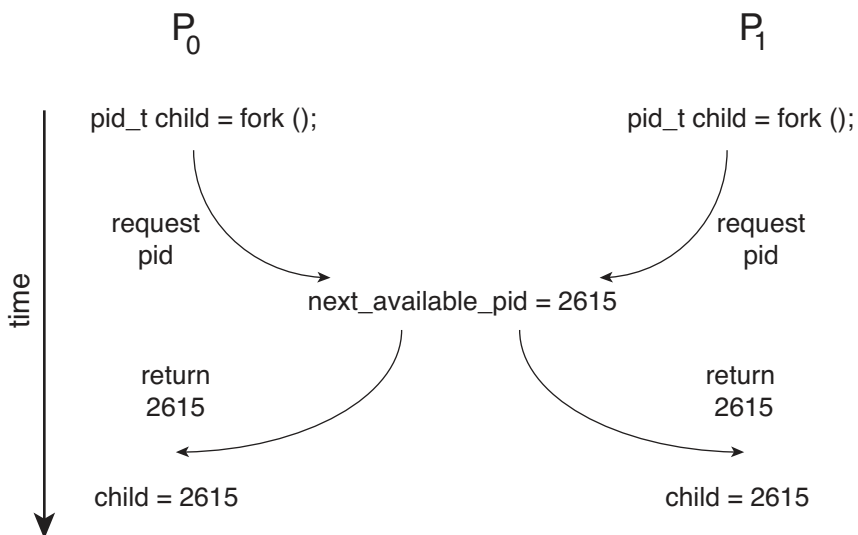 P0 P1
pid_t child = fork (); pid_t child = fork ();
request request
pid pid
next_available_pid = 2615
time
return return
2615 2615
child = 2615 child = 2615